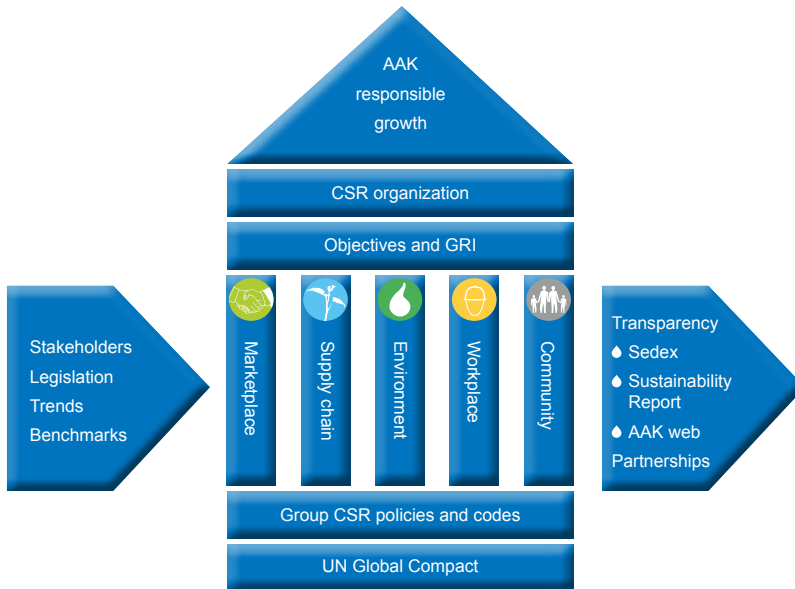 AAK
responsible
growth
CSR organization
Objectives and GRI
Stakeholders
Legislation
Trends
Benchmarks
Marketplace
Supply chain
Environment
Workplace
Community
Transparency
Sedex
Sustainability
Report
AAK web
Partnerships
Group CSR policies and codes
UN Global Compact